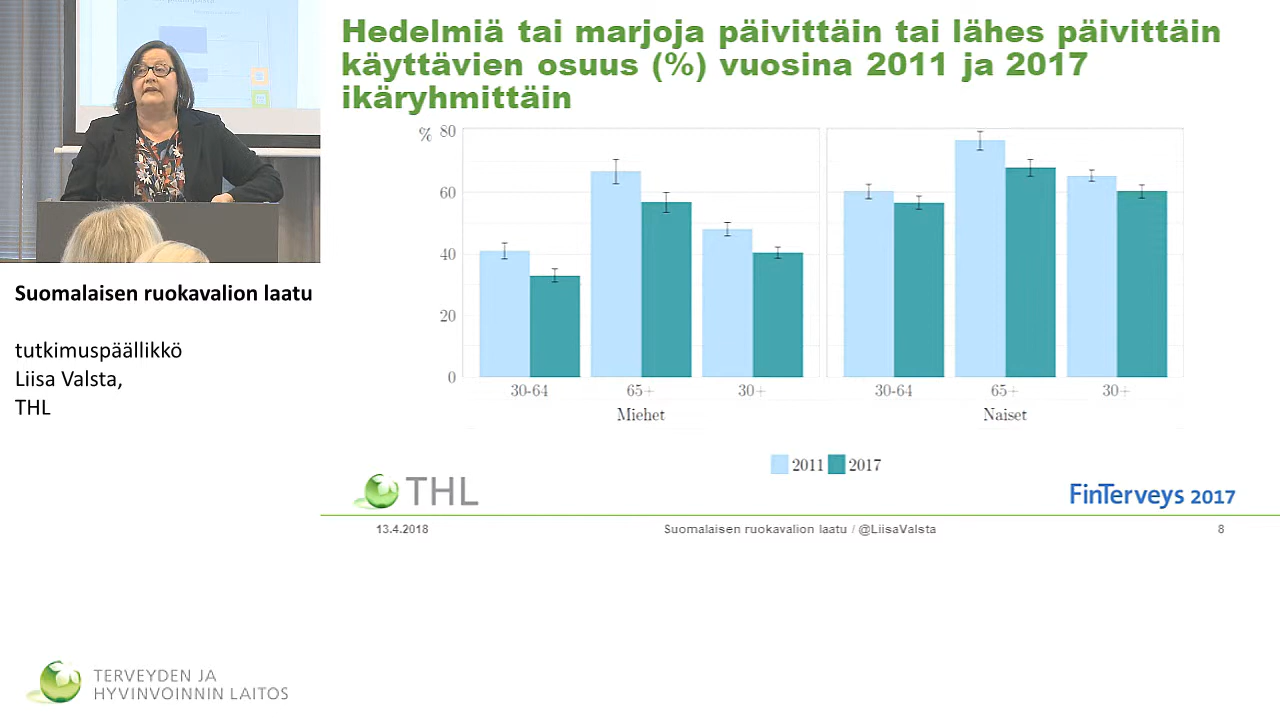 Hedelmiä tai marjoja päivittäin tai lähes päivittäin
käyttävien osuus (%) vuosina 2011 ja 2017
ikäryhmittäin
% 80
60
40
20
0
30-64 65+ 30+ 30-64 65+ 30+
Miehet Naiset
2011 2017
THL
FinTerveys 2017
13.4.2018 Suomalaisen ruokavalion laatu / @LiisaValsta 8
Suomalaisen ruokavalion laatu
tutkimuspäällikkö
Liisa Valsta,
THL
TERVEYDEN JA
HYVINVOINNIN LAITOS